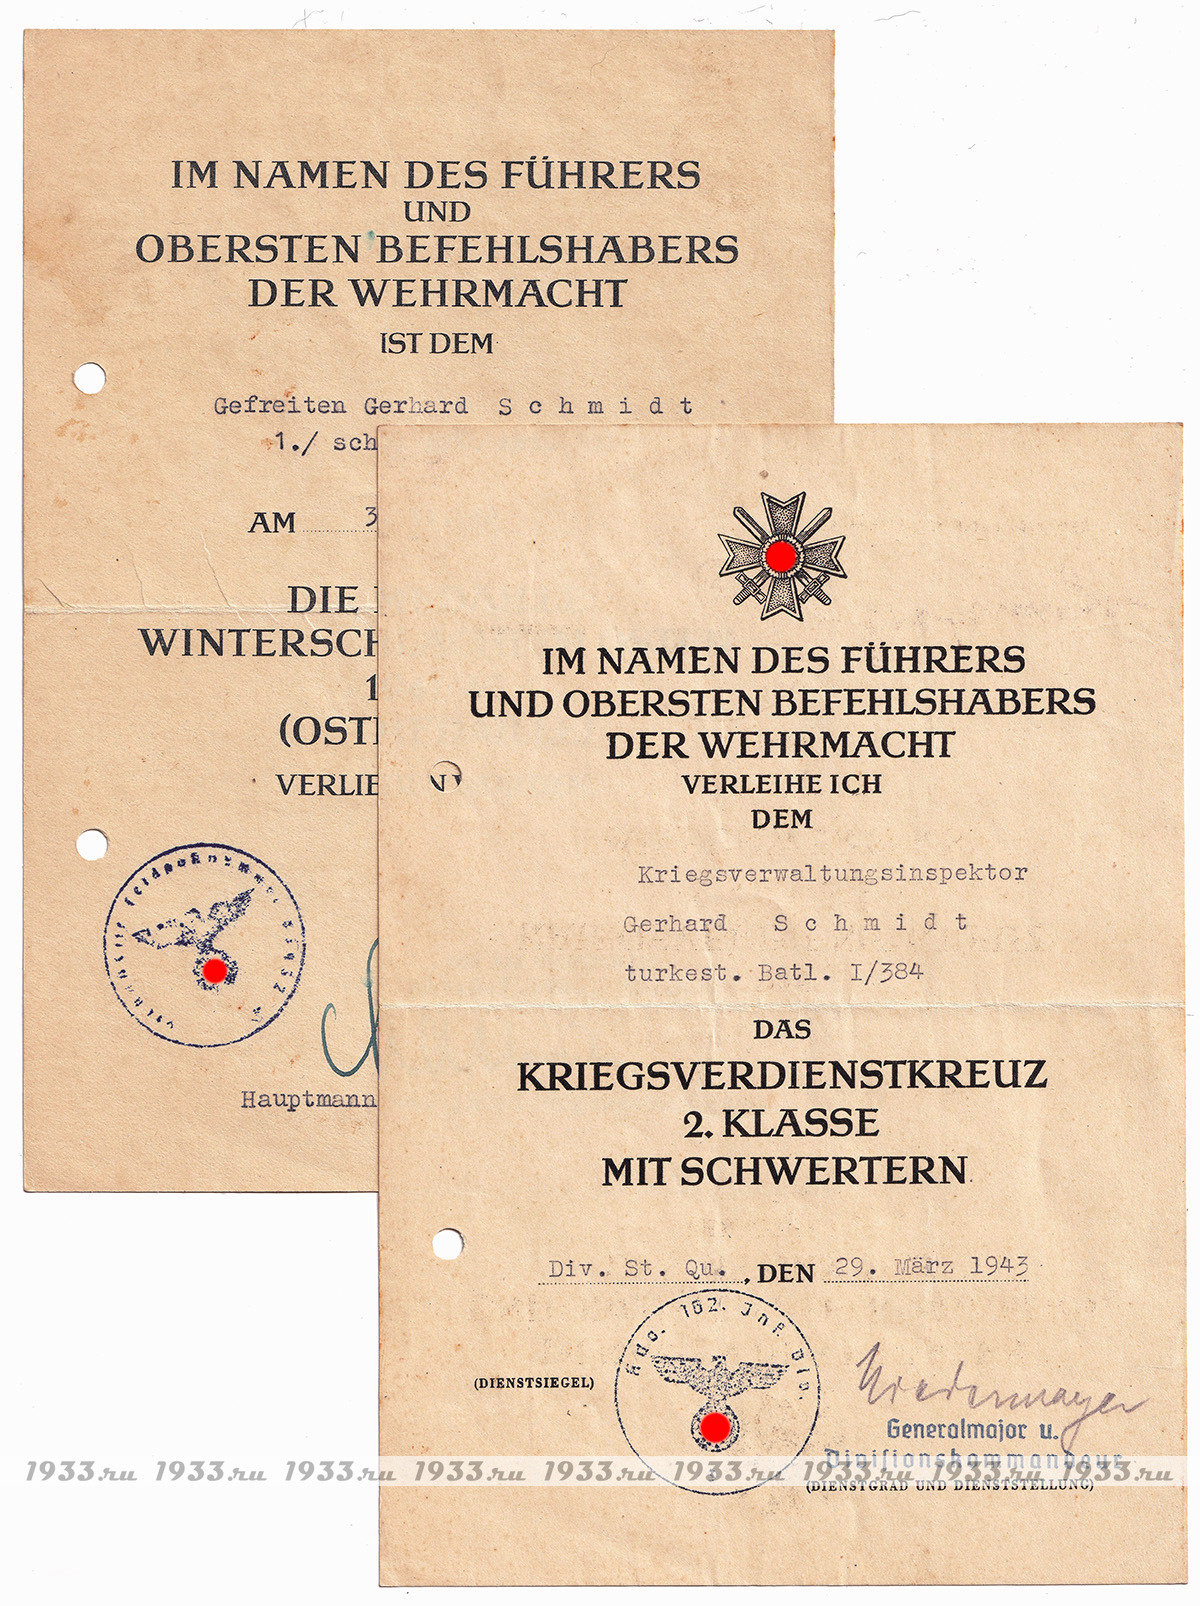 IM NAMEN DES FÜHRERS
UND
OBERSTEN BEFEHLSHABERS
DER WEHRMACHT
IST DEM
Gefreiten Gerhard S c h m i d t
1./ sch
AM 3
DIE
WINTERSCH
1
(OST
VERLIE
Hauptmann
IM NAMEN DES FÜHRERS
UND OBERSTEN BEFEHLSHABERS
DER WEHRMACHT
VERLEIHE ICH
DEM
Kriegsverwaltungsinspektor
Gerhard S c h m i d t
turkest. Batl. I/384
DAS
KRIEGSVERDIENSTKREUZ
2. KLASSE
MIT SCHWERTERN
Div. St. Qu. , DEN 29. März 1943
Kdo. 162. Inf. Div.
(DIENSTSIEGEL)
Niedermayer
Generalmajor u.
Divisionskommandeur
(DIENSTGRAD UND DIENSTSTELLUNG)
1933.ru 1933.ru 1933.ru 1933.ru 1933.ru 1933.ru 1933.ru 1933.ru 1933.ru